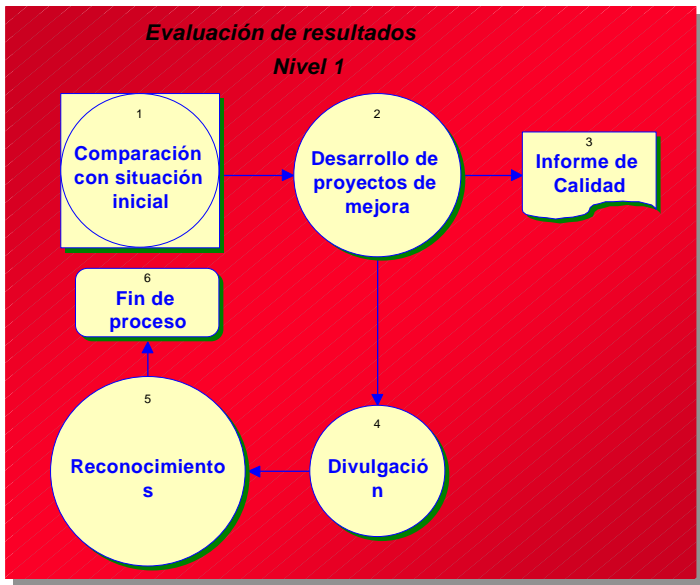 Evaluación de resultados
Nivel 1
1
Comparación
con situación
inicial
2
Desarrollo de
proyectos de
mejora
3
Informe de
Calidad
6
Fin de
proceso
5
Reconocimiento
s
4
Divulgació
n